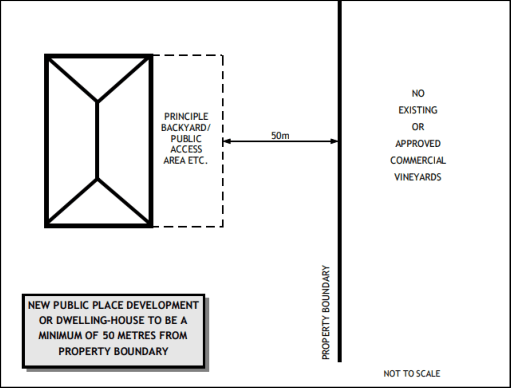 PRINCIPLE
BACKYARD/
PUBLIC
ACCESS
AREA ETC.
50m
NO
EXISTING
OR
APPROVED
COMMERCIAL
VINEYARDS
PROPERTY BOUNDARY
NEW PUBLIC PLACE DEVELOPMENT
OR DWELLING-HOUSE TO BE A
MINIMUM OF 50 METRES FROM
PROPERTY BOUNDARY
NOT TO SCALE